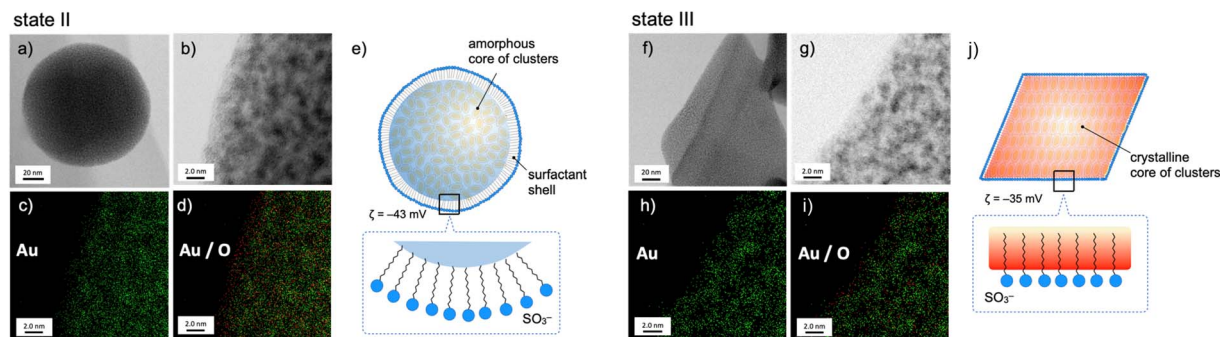 state II
a)
20 nm
b)
2.0 nm
c)
Au
2.0 nm
d)
Au / O
2.0 nm
e)
amorphous
core of clusters
surfactant
shell
ζ = –43 mV
SO₃⁻
state III
f)
20 nm
g)
2.0 nm
h)
Au
2.0 nm
i)
Au / O
2.0 nm
j)
crystalline
core of clusters
ζ = –35 mV
SO₃⁻